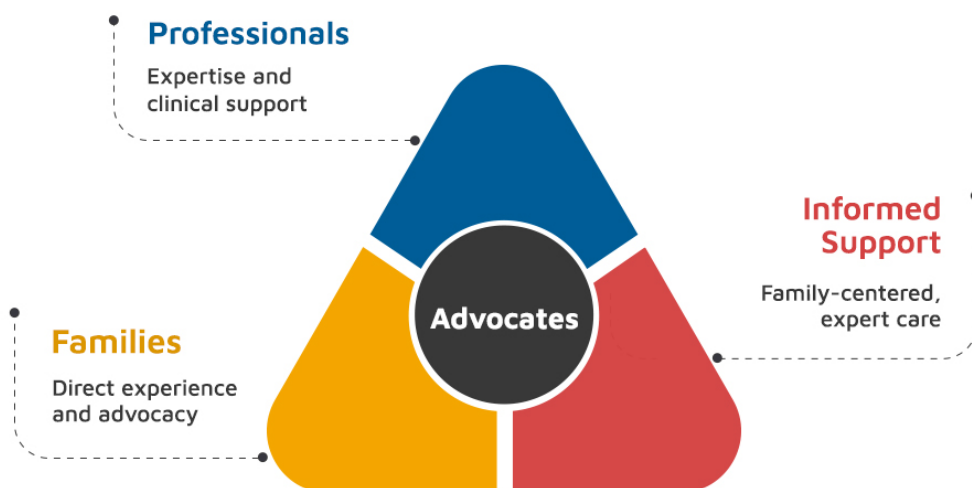 Professionals
Expertise and
clinical support
Informed
Support
Family-centered,
expert care
Advocates
Families
Direct experience
and advocacy